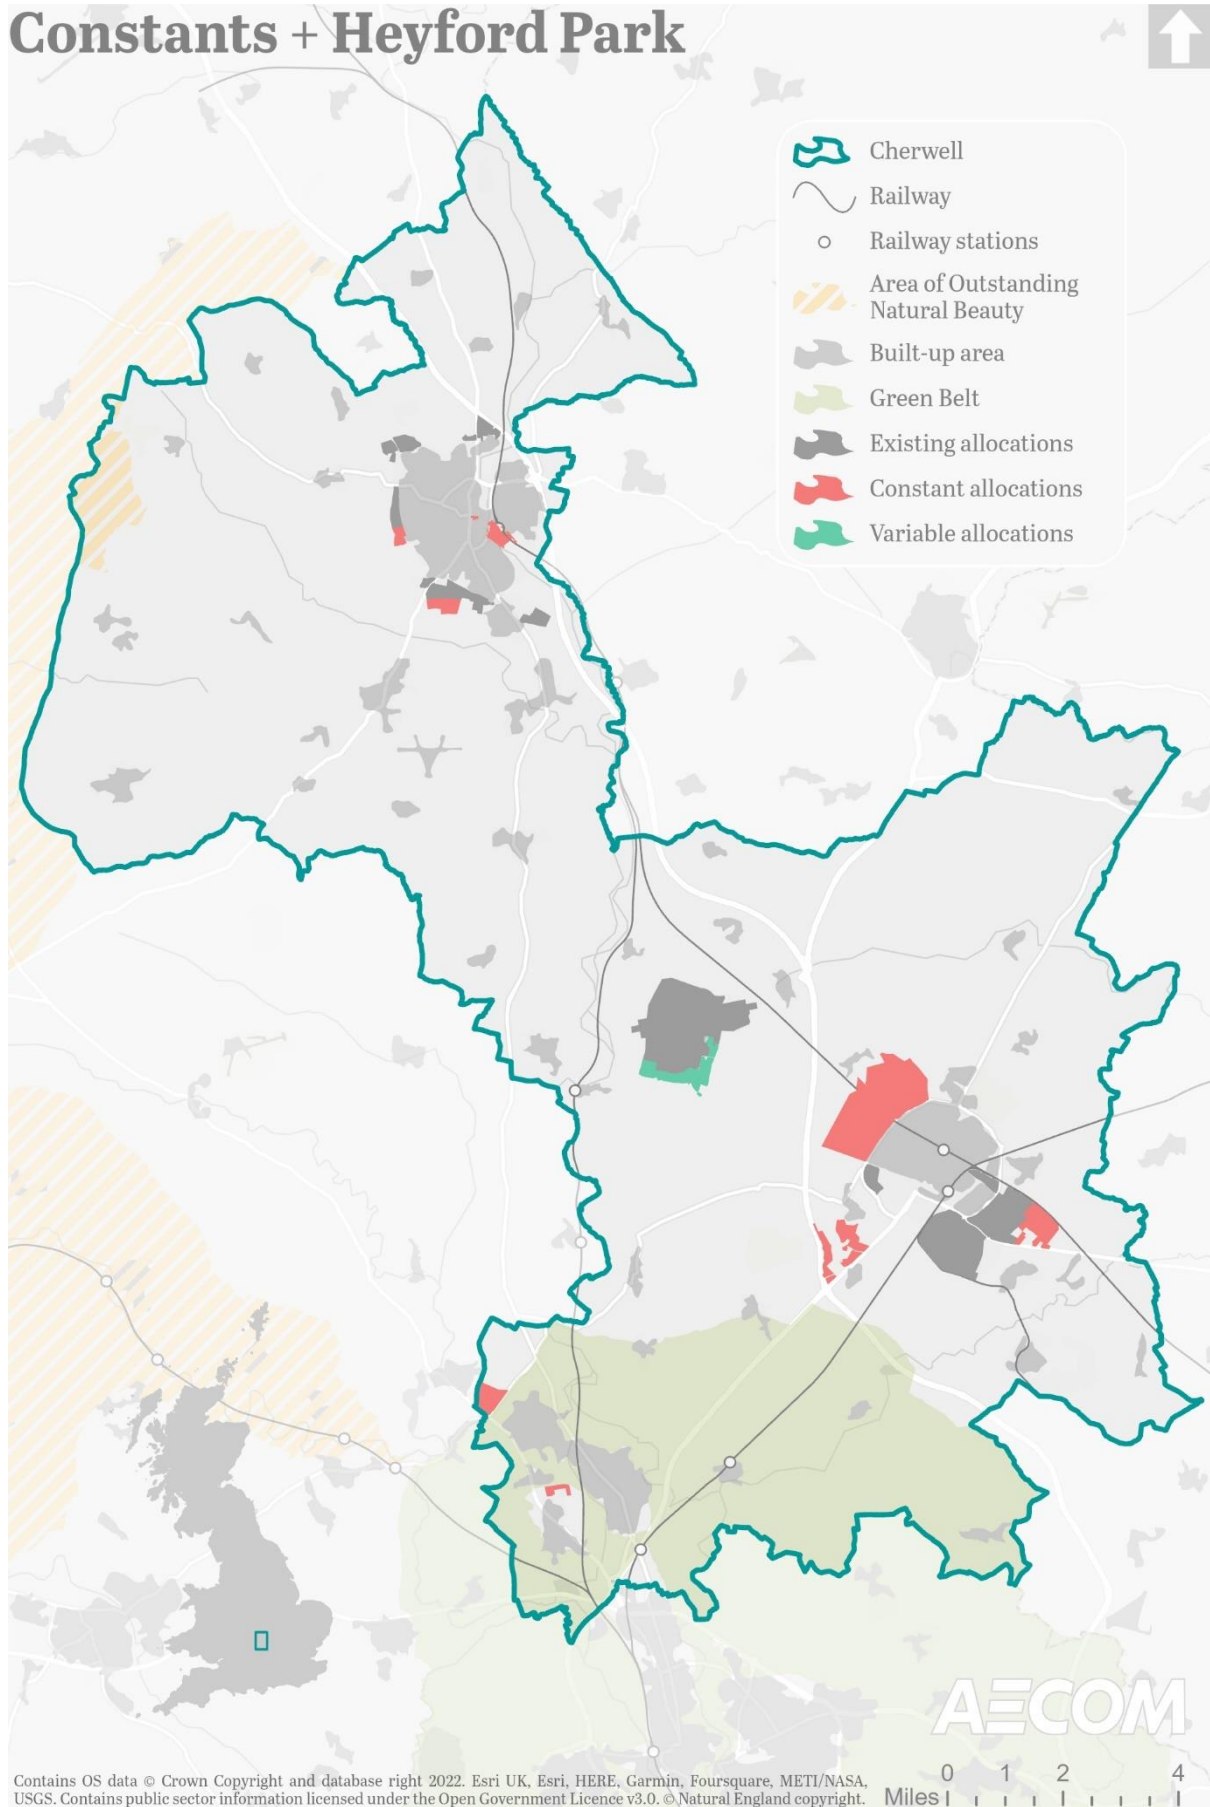 Constants + Heyford Park
Cherwell
Railway
Railway stations
Area of Outstanding
Natural Beauty
Built-up area
Green Belt
Existing allocations
Constant allocations
Variable allocations
AECOM
Contains OS data © Crown Copyright and database right 2022. Esri UK, Esri, HERE, Garmin, Foursquare, METI/NASA,
USGS. Contains public sector information licensed under the Open Government Licence v3.0. © Natural England copyright.
0 1 2 4
Miles